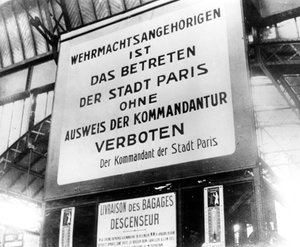 WEHRMACHTSANGEHÖRIGEN
IST
DAS BETRETEN
DER STADT PARIS
OHNE
AUSWEIS DER KOMMANDANTUR
VERBOTEN
Der Kommandant der Stadt Paris
LIVRAISON DES BAGAGES
DESCENSEUR